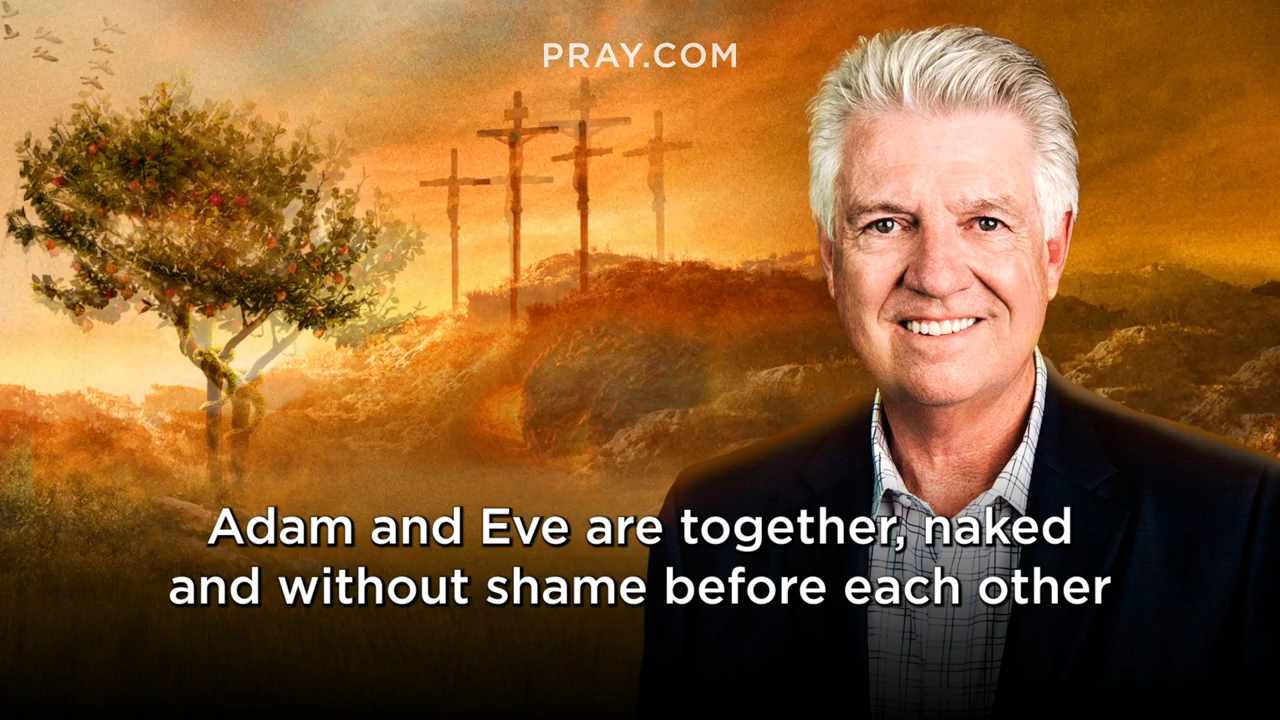 PRAY.COM
Adam and Eve are together, naked
and without shame before each other